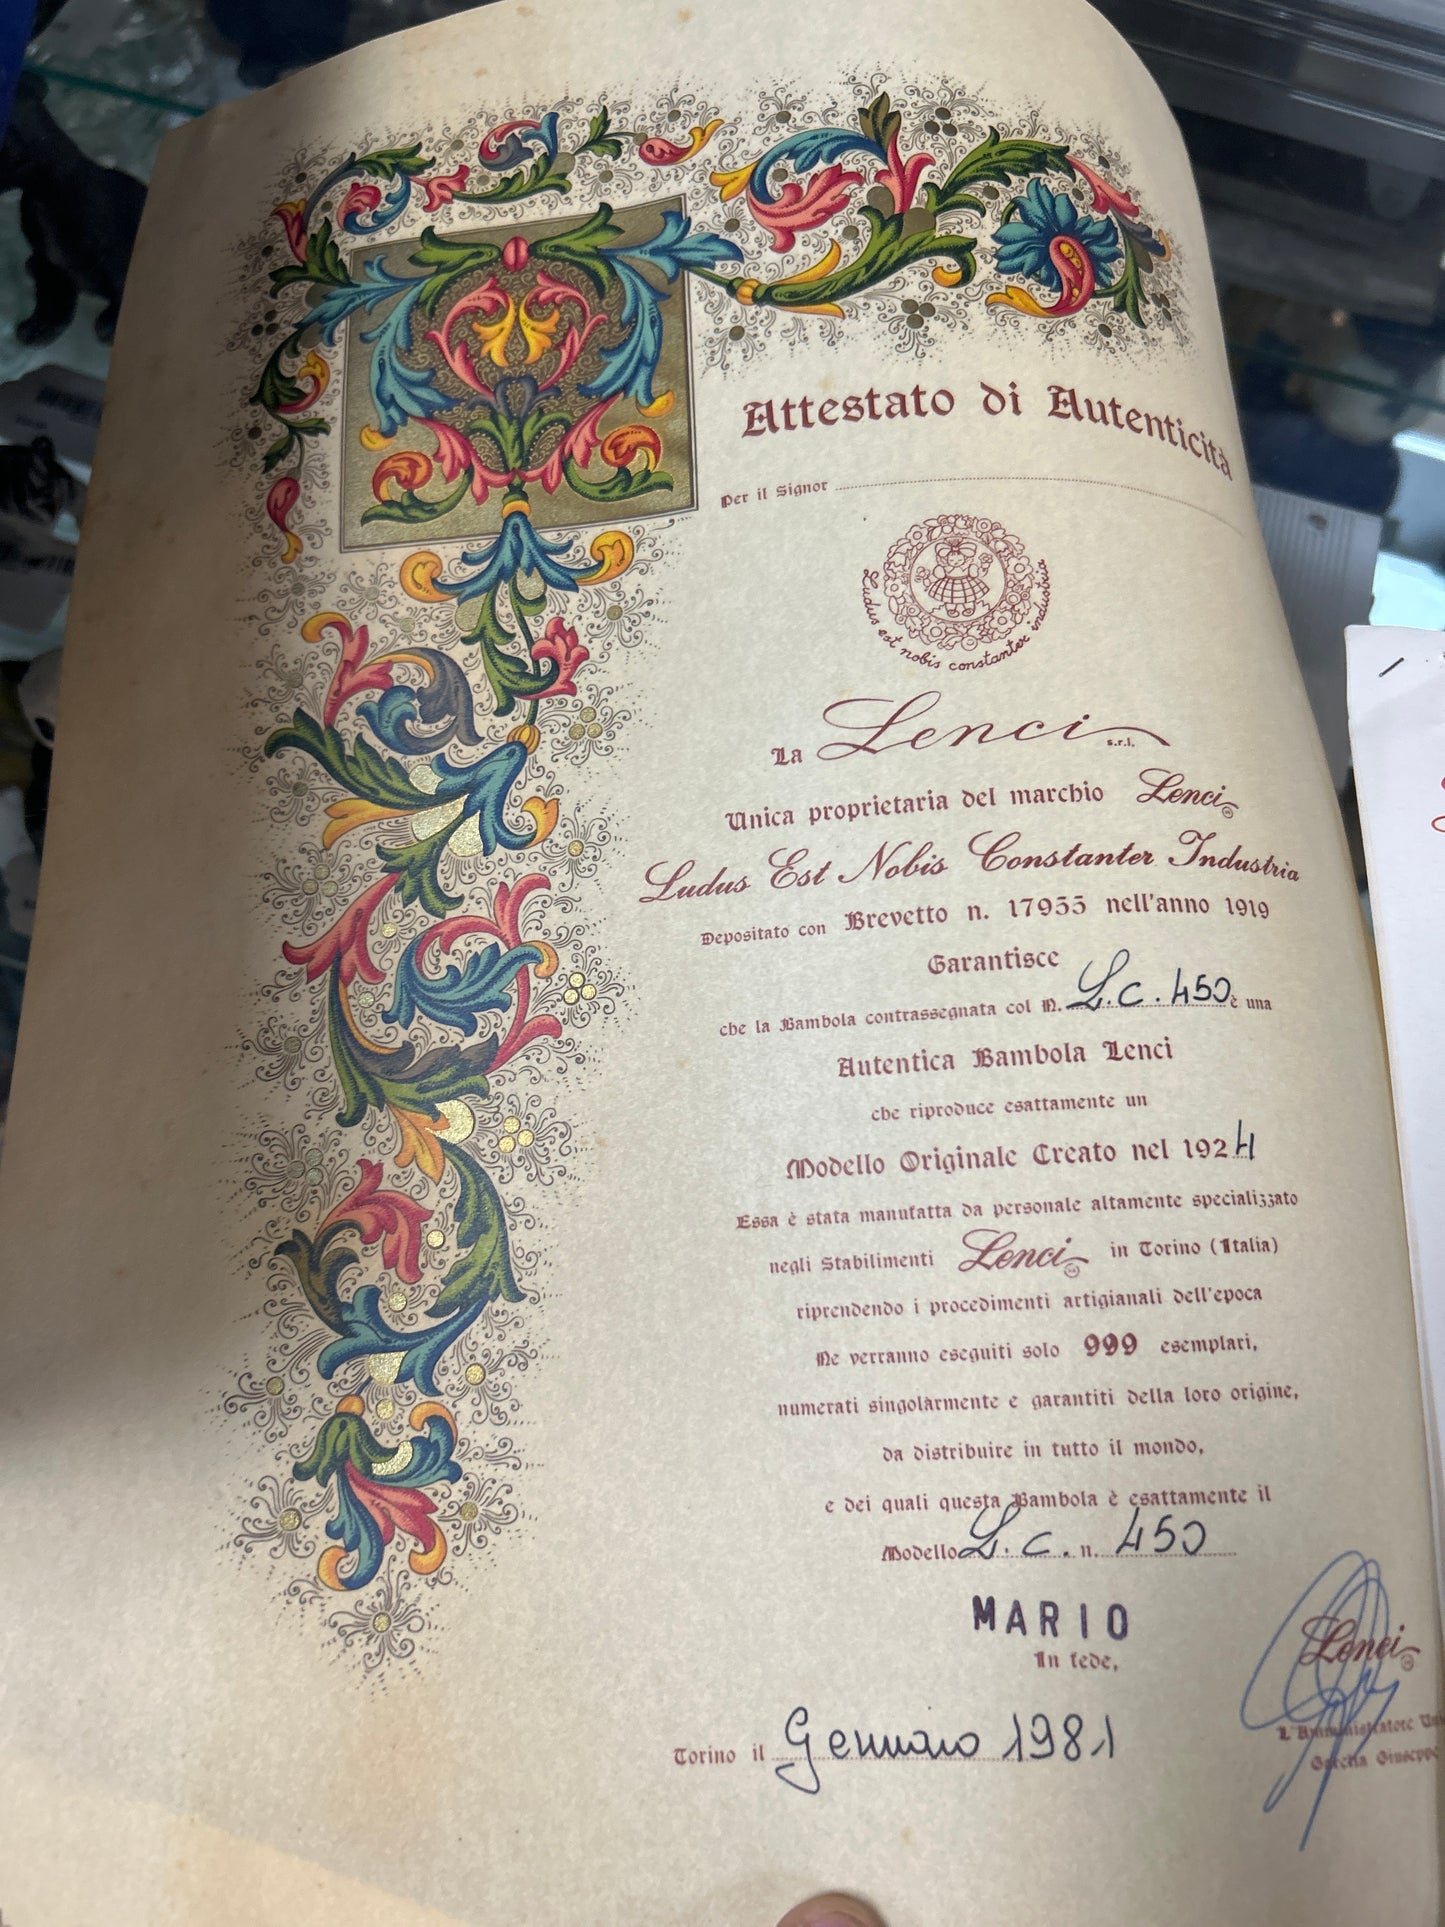 Attestato di Autenticità
Per il Signor
Ludus est nobis constanter industria
La Lenci s.r.l.
Unica proprietaria del marchio Lenci
Ludus Est Nobis Constanter Industria
Depositato con Brevetto n. 17955 nell'anno 1919
Garantisce
che la Bambola contrassegnata col N. L.C. 450 è una
Autentica Bambola Lenci
che riproduce esattamente un
Modello Originale Creato nel 1924
Essa è stata manufatta da personale altamente specializzato
negli Stabilimenti Lenci in Torino (Italia)
riprendendo i procedimenti artigianali dell'epoca
Ne verranno eseguiti solo 999 esemplari,
numerati singolàrmente e garantiti della loro origine,
da distribuire in tutto il mondo,
e dei quali questa Bambola è esattamente il
Modello L.C. n. 450
MARIO
In fede,
Lenci
L'Amministratore
Giuseppe
Torino il Gennaio 1981